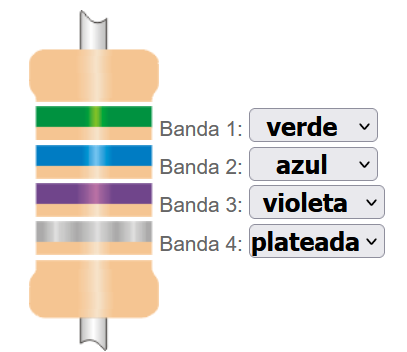 Banda 1: verde
Banda 2: azul
Banda 3: violeta
Banda 4: plateada